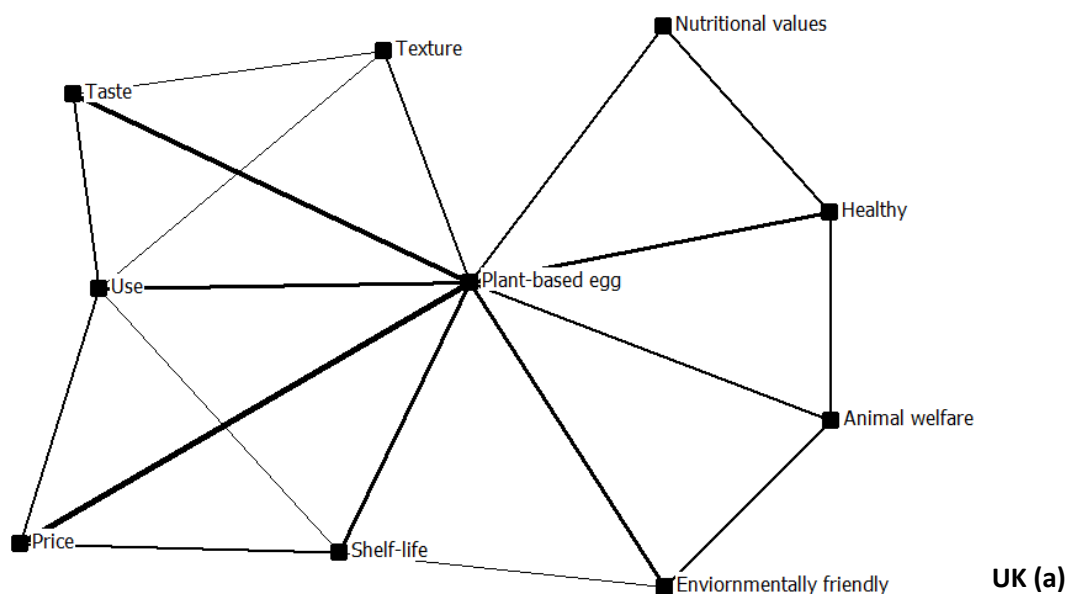 Nutritional values
Texture
Taste
Healthy
Plant-based egg
Use
Animal welfare
Price
Shelf-life
Enviornmentally friendly
UK (a)